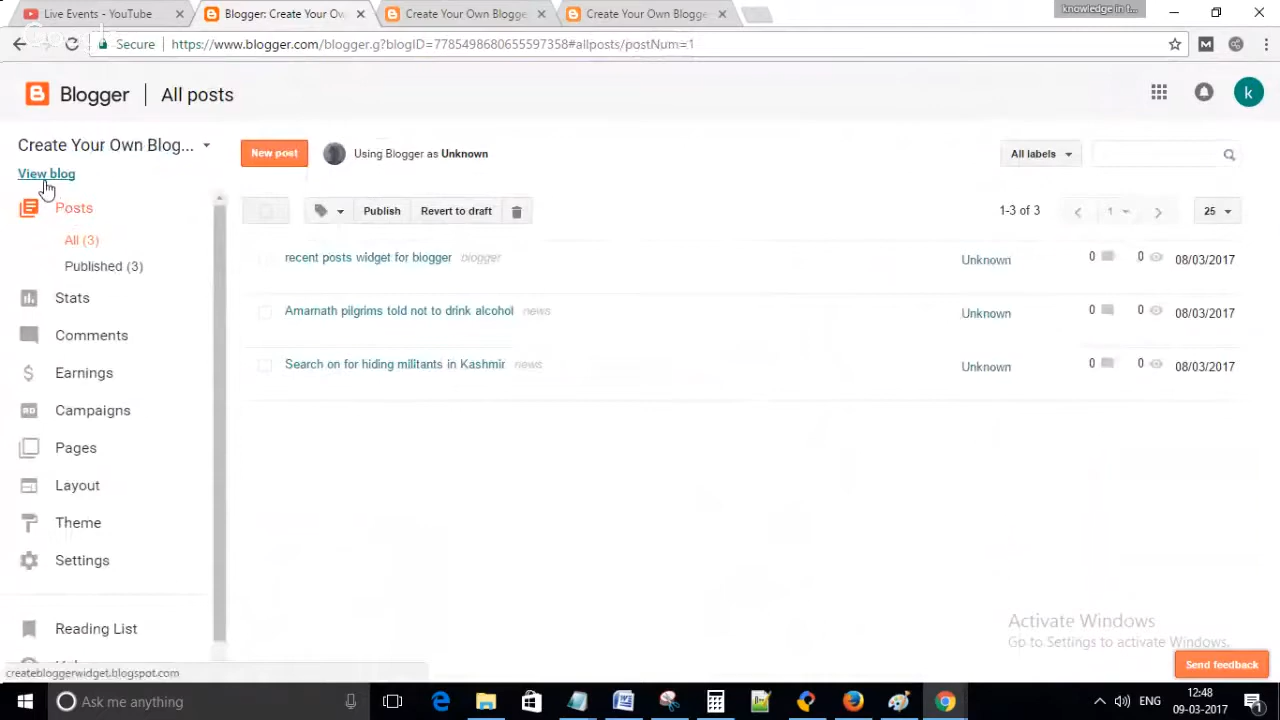 Live Events - YouTube
Blogger: Create Your Ow
Create Your Own Blogge
Create Your Own Blogge
knowledge in t...
Secure
https://www.blogger.com/blogger.g?blogID=7785498680655597358#allposts/postNum=1
Blogger
All posts
k
Create Your Own Blog...
View blog
New post
Using Blogger as Unknown
All labels
Posts
All (3)
Published (3)
Stats
Comments
Earnings
Campaigns
Pages
Layout
Theme
Settings
Reading List
Publish
Revert to draft
1-3 of 3
1
25
recent posts widget for blogger blogger
Unknown
0
0
08/03/2017
Amarnath pilgrims told not to drink alcohol news
Unknown
0
0
08/03/2017
Search on for hiding militants in Kashmir news
Unknown
0
0
08/03/2017
Activate Windows
Go to Settings to activate Windows.
Send feedback
createbloggerwidget.blogspot.com
Ask me anything
ENG
12:48
09-03-2017
1